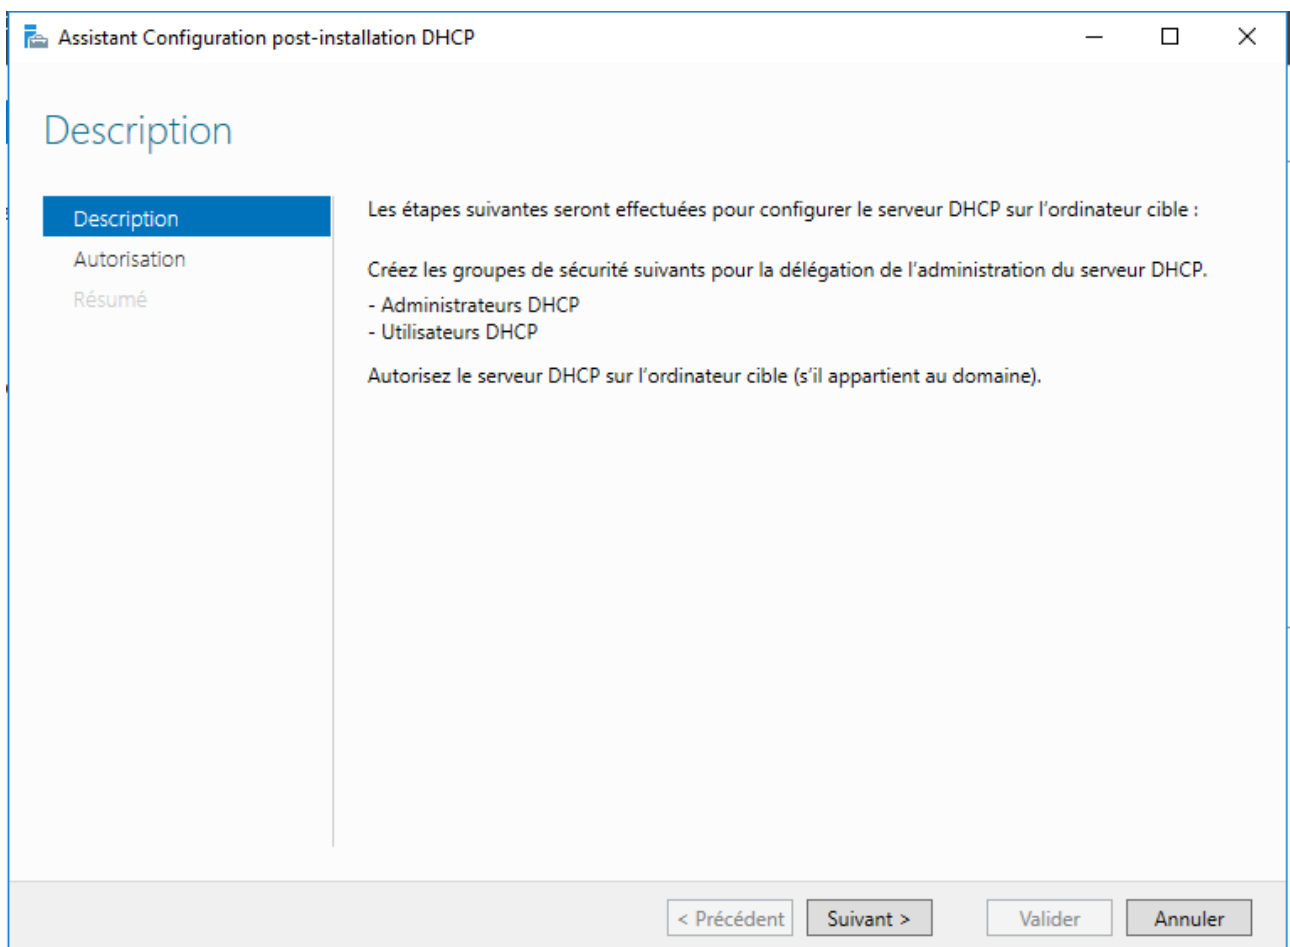 Assistant Configuration post-installation DHCP
Description
Description
Autorisation
Résumé
Les étapes suivantes seront effectuées pour configurer le serveur DHCP sur l’ordinateur cible :
Créez les groupes de sécurité suivants pour la délégation de l’administration du serveur DHCP.
- Administrateurs DHCP
- Utilisateurs DHCP
Autorisez le serveur DHCP sur l’ordinateur cible (s’il appartient au domaine).
< Précédent
Suivant >
Valider
Annuler